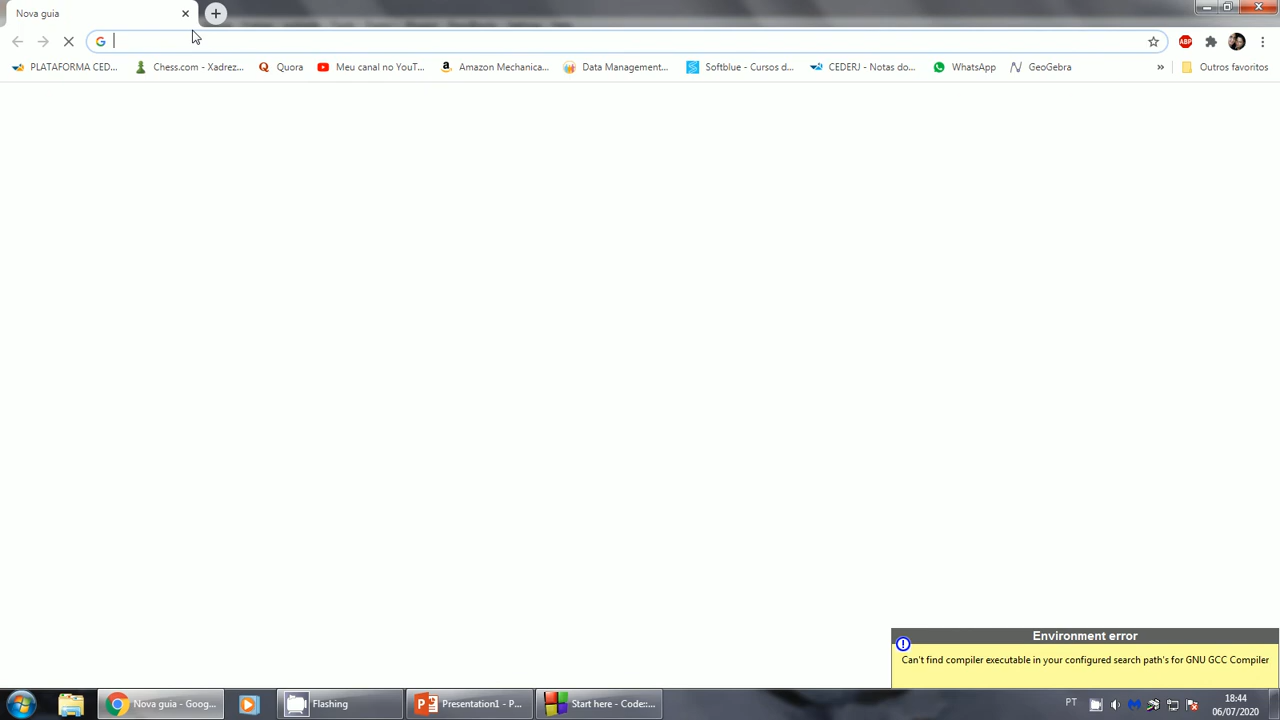 Nova guia
PLATAFORMA CED... Chess.com - Xadrez... Quora Meu canal no YouT... Amazon Mechanica... Data Management... Softblue - Cursos d... CEDERJ - Notas do... WhatsApp GeoGebra » Outros favoritos
ABP
Environment error
Can't find compiler executable in your configured search path's for GNU GCC Compiler
Nova guia - Goog... Flashing Presentation1 - P... Start here - Code::... PT 18:44
06/07/2020